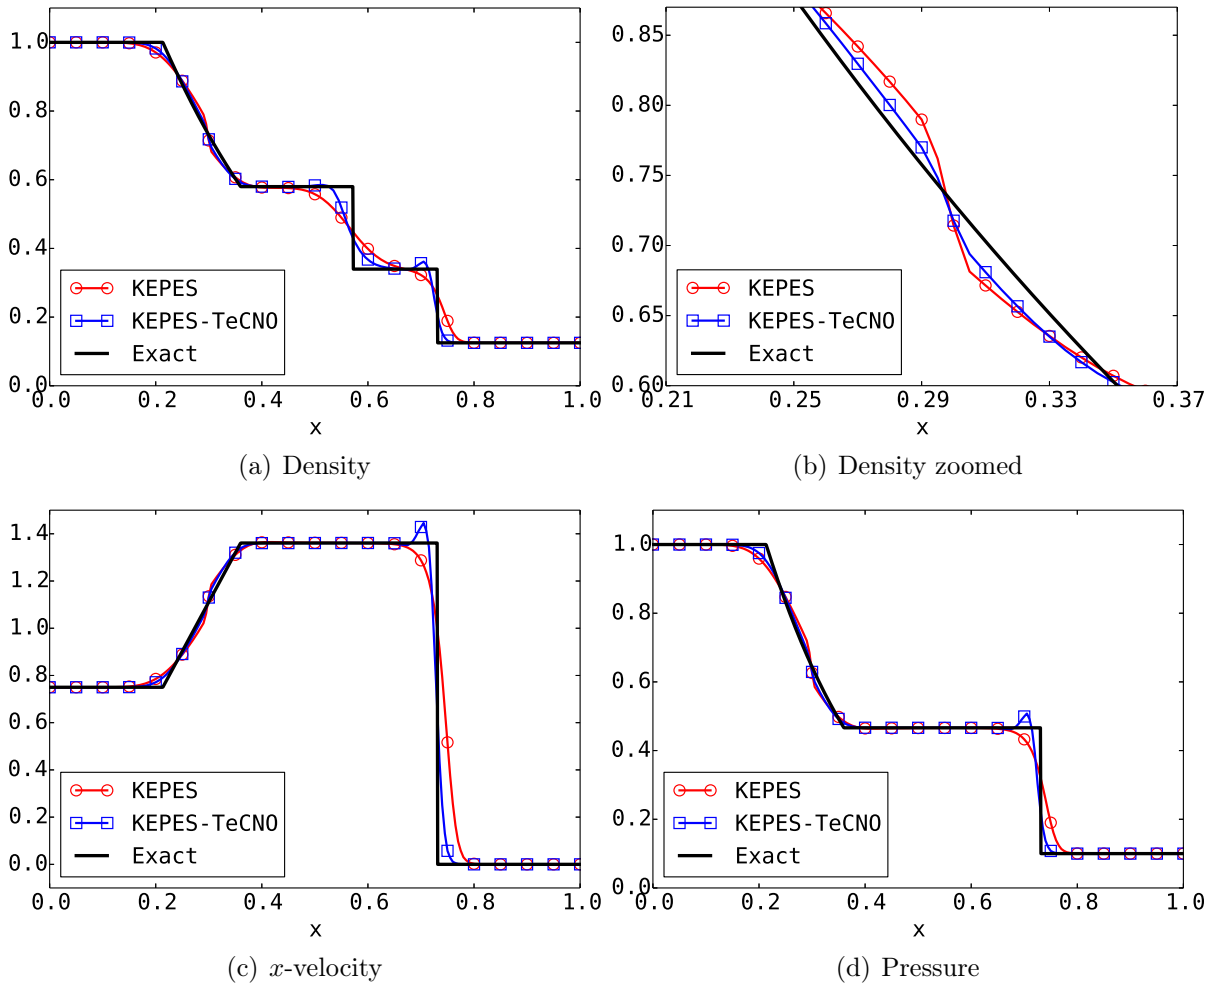 1.0
0.8
0.6
0.4
0.2
0.0
0.0 0.2 0.4 0.6 0.8 1.0
x
KEPES
KEPES-TeCNO
Exact
(a) Density
0.85
0.80
0.75
0.70
0.65
0.60
0.21 0.25 0.29 0.33 0.37
x
KEPES
KEPES-TeCNO
Exact
(b) Density zoomed
1.4
1.2
1.0
0.8
0.6
0.4
0.2
0.0
0.0 0.2 0.4 0.6 0.8 1.0
x
KEPES
KEPES-TeCNO
Exact
(c) x-velocity
1.0
0.8
0.6
0.4
0.2
0.0
0.0 0.2 0.4 0.6 0.8 1.0
x
KEPES
KEPES-TeCNO
Exact
(d) Pressure